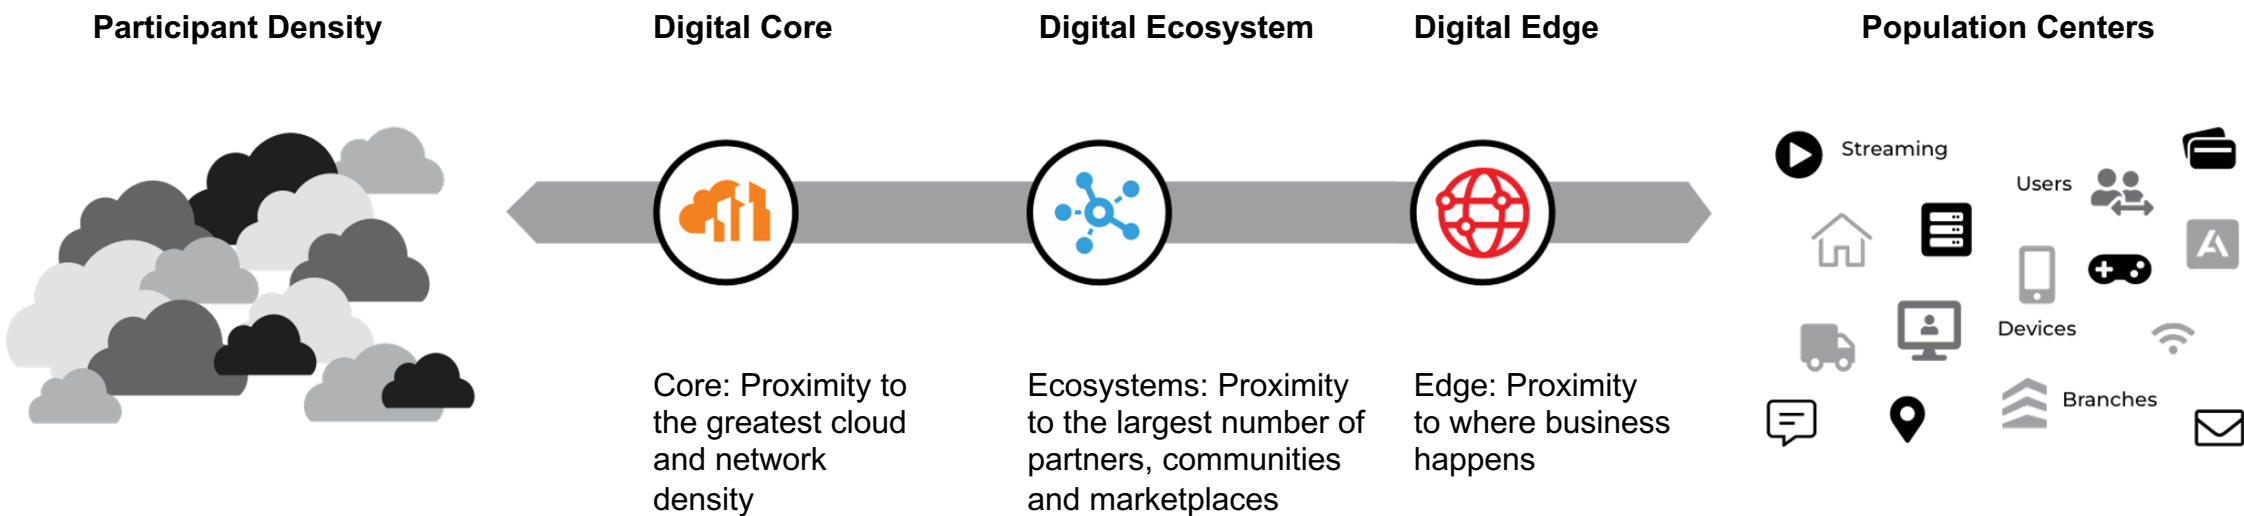 Participant Density
Digital Core
Digital Ecosystem
Digital Edge
Population Centers
Streaming
Users
Devices
Branches
Core: Proximity to
the greatest cloud
and network
density
Ecosystems: Proximity
to the largest number of
partners, communities
and marketplaces
Edge: Proximity
to where business
happens